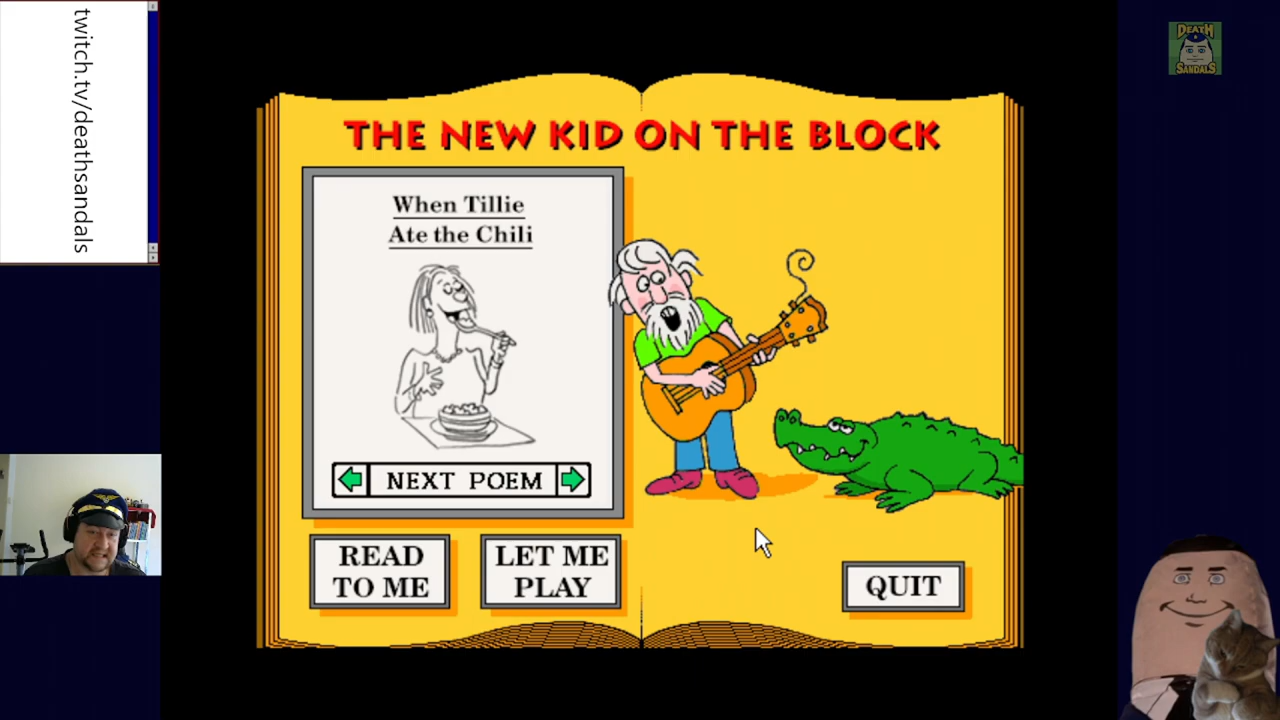 twitch.tv/deathsandals
DEATH
SANDALS
THE NEW KID ON THE BLOCK
When Tillie
Ate the Chili
NEXT POEM
READ
TO ME
LET ME
PLAY
QUIT